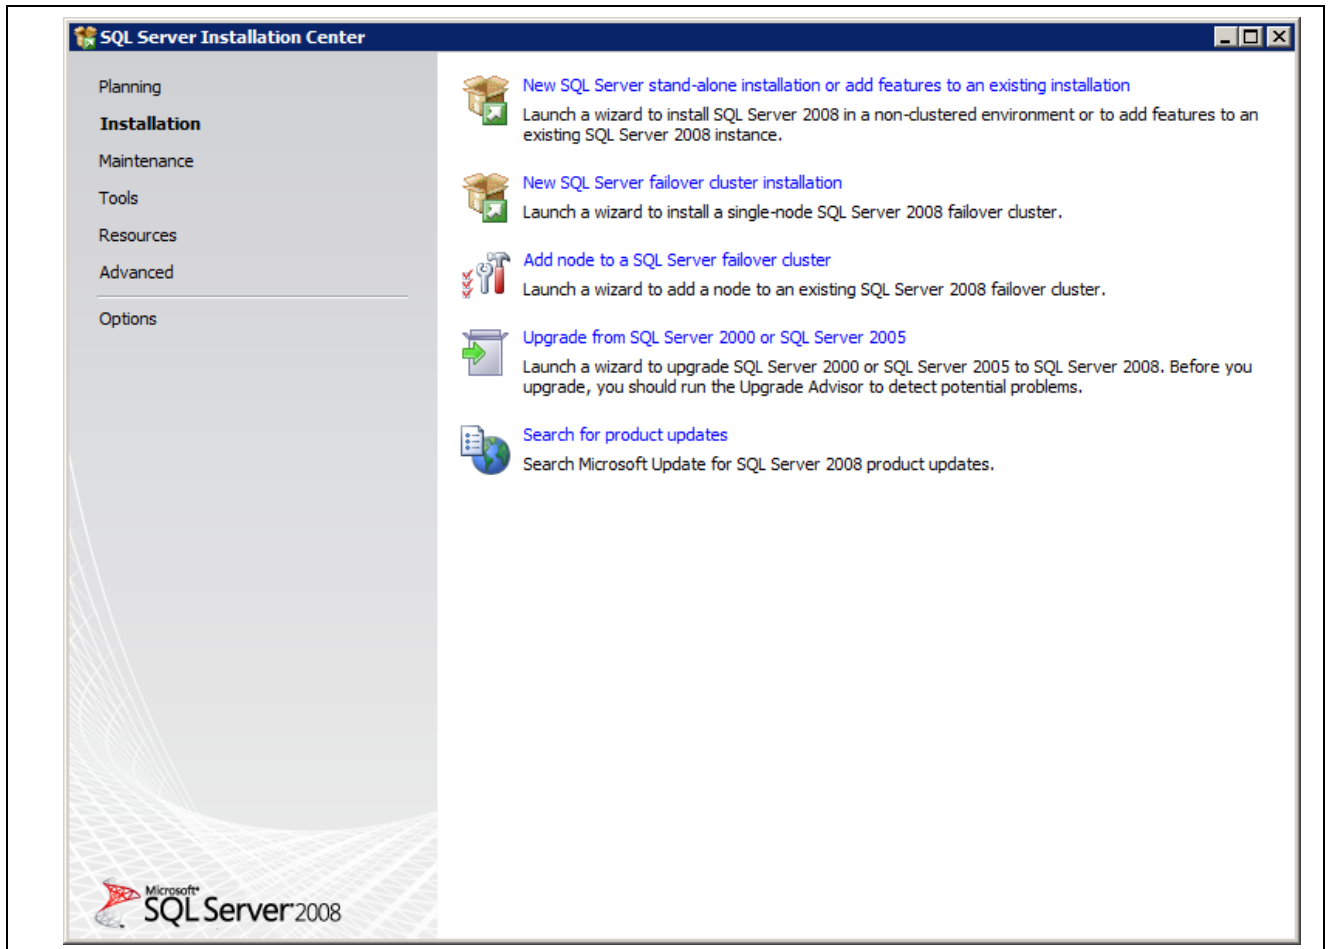 SQL Server Installation Center
Planning
Installation
Maintenance
Tools
Resources
Advanced
Options
New SQL Server stand-alone installation or add features to an existing installation
Launch a wizard to install SQL Server 2008 in a non-clustered environment or to add features to an
existing SQL Server 2008 instance.
New SQL Server failover cluster installation
Launch a wizard to install a single-node SQL Server 2008 failover cluster.
Add node to a SQL Server failover cluster
Launch a wizard to add a node to an existing SQL Server 2008 failover cluster.
Upgrade from SQL Server 2000 or SQL Server 2005
Launch a wizard to upgrade SQL Server 2000 or SQL Server 2005 to SQL Server 2008. Before you
upgrade, you should run the Upgrade Advisor to detect potential problems.
Search for product updates
Search Microsoft Update for SQL Server 2008 product updates.
Microsoft®
SQL Server 2008